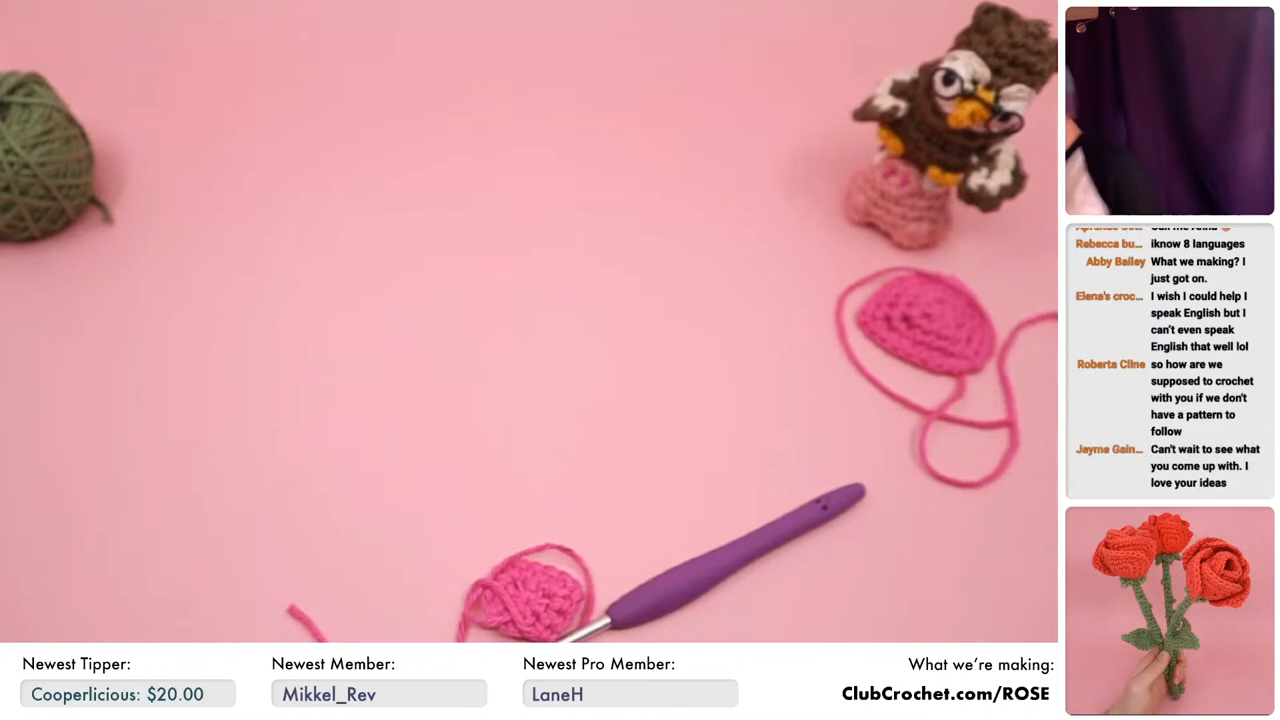 Rebecca bu... iknow 8 languages
Abby Bailey What we making? I
just got on.
Elena's croc... I wish I could help I
speak English but I
can't even speak
English that well lol
Roberta Cline so how are we
supposed to crochet
with you if we don't
have a pattern to
follow
Jayme Gain... Can't wait to see what
you come up with. I
love your ideas
Newest Tipper:
Cooperlicious: $20.00
Newest Member:
Mikkel_Rev
Newest Pro Member:
LaneH
What we're making:
ClubCrochet.com/ROSE